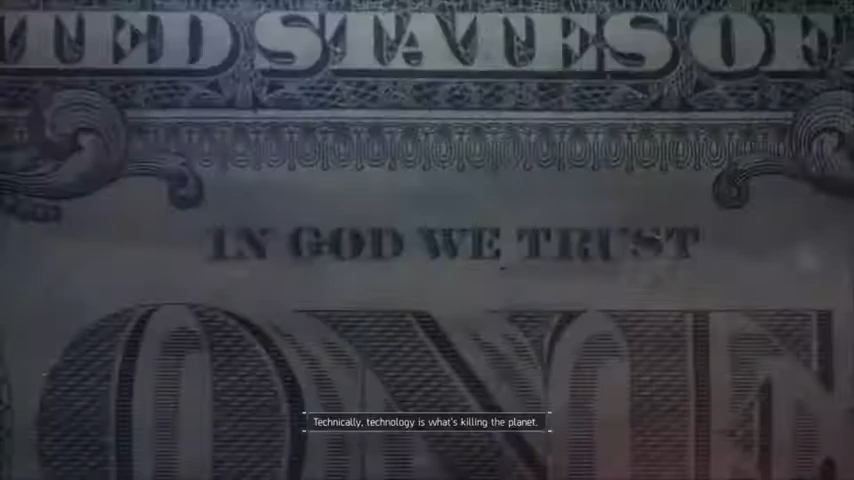 TED STATES OF
IN GOD WE TRUST
ONE
Technically, technology is what's killing the planet.